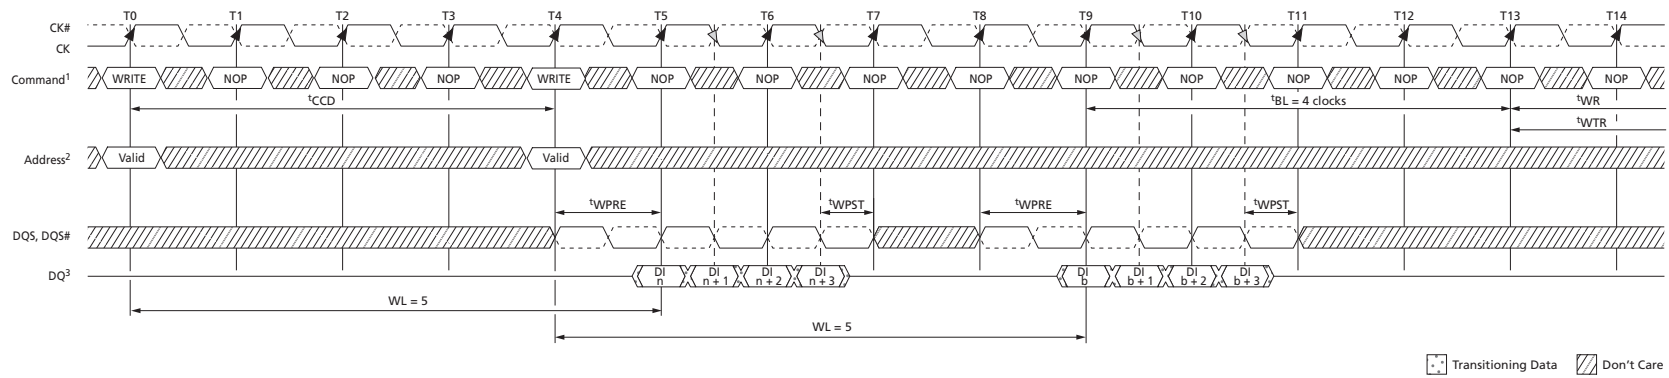 T0 T1 T2 T3 T4 T5 T6 T7 T8 T9 T10 T11 T12 T13 T14
CK#
CK
Command1 WRITE NOP NOP NOP WRITE NOP NOP NOP NOP NOP NOP NOP NOP NOP NOP
tCCD tBL = 4 clocks tWR
tWTR
Address2 Valid Valid
tWPRE tWPST tWPRE tWPST
DQS, DQS#
DQ3 DI n DI n + 1 DI n + 2 DI n + 3 DI b DI b + 1 DI b + 2 DI b + 3
WL = 5
WL = 5
Transitioning Data Don't Care